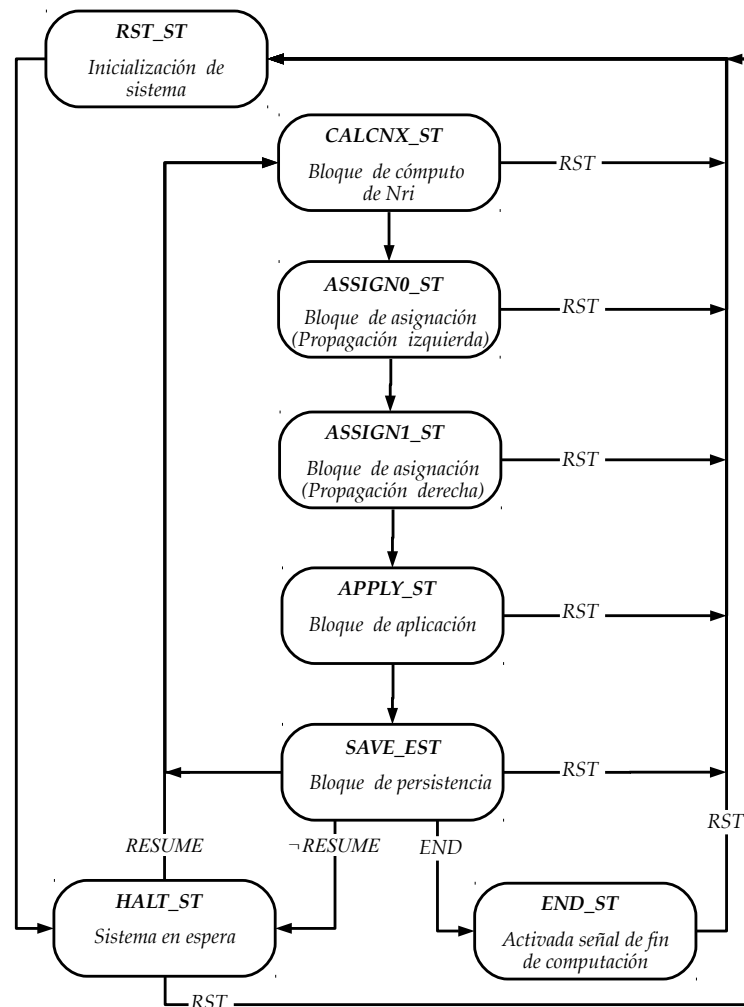 RST_ST
Inicialización de
sistema
CALCNX_ST
Bloque de cómputo
de Nri
RST
ASSIGN0_ST
Bloque de asignación
(Propagación izquierda)
RST
ASSIGN1_ST
Bloque de asignación
(Propagación derecha)
RST
APPLY_ST
Bloque de aplicación
RST
SAVE_EST
Bloque de persistencia
RST
RST
RESUME
¬RESUME
END
HALT_ST
Sistema en espera
END_ST
Activada señal de fin
de computación
RST